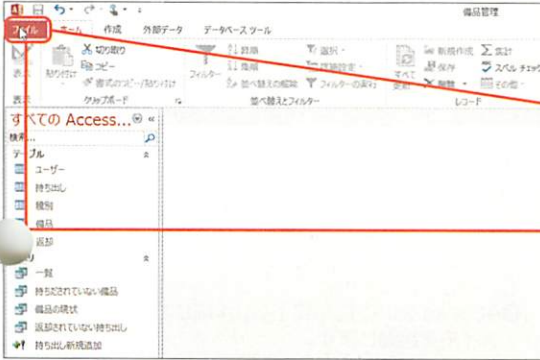 備品管理
ファイル ホーム 作成 外部データ データベース ツール
表示 貼り付け 切り取り コピー 書式のコピー/貼り付け
フィルター 昇順 降順 並べ替えの解除 選択 詳細設定 フィルターの実行
すべて更新 新規作成 保存 削除 集計 スペル チェック その他
表示 クリップボード 並べ替えとフィルター レコード
すべての Access...
検索...
テーブル
ユーザー
持ち出し
種別
備品
返却
一覧
持ち出されていない備品
備品の現状
返却されていない持ち出し
持ち出し新規追加